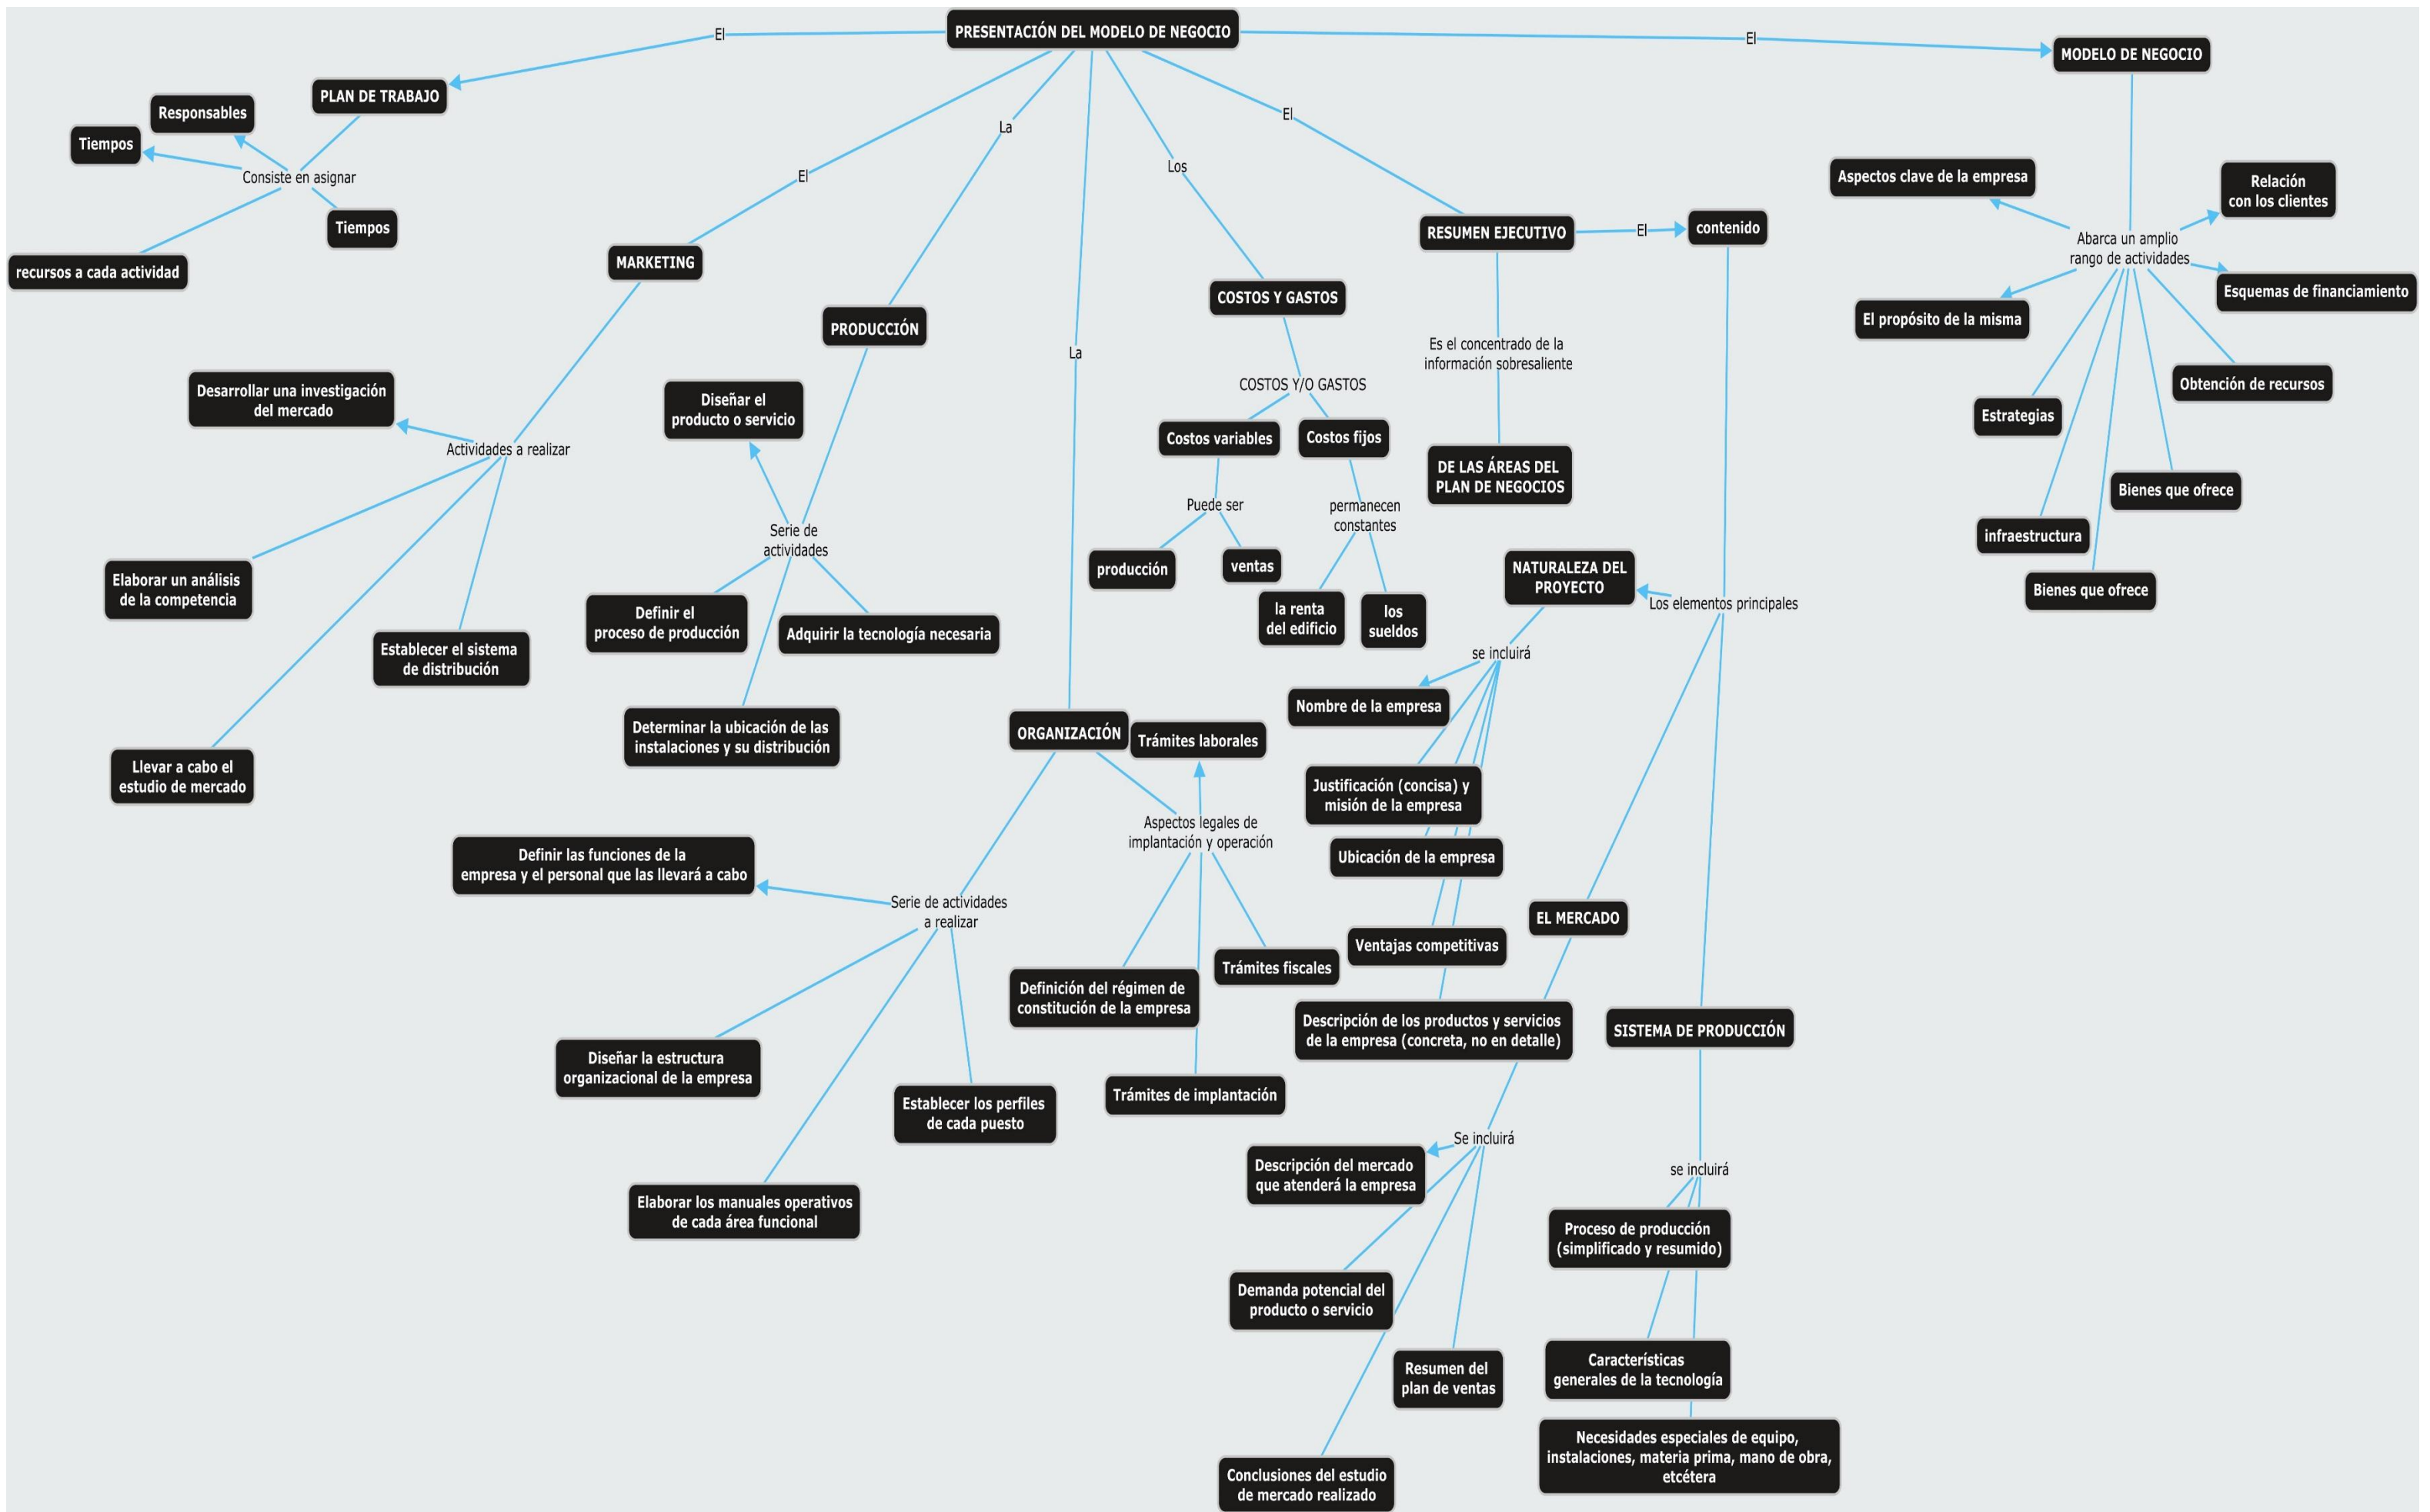 PRESENTACIÓN DEL MODELO DE NEGOCIO
El
PLAN DE TRABAJO
Consiste en asignar
Responsables
Tiempos
Tiempos
recursos a cada actividad
El
MARKETING
Actividades a realizar
Desarrollar una investigación
del mercado
Elaborar un análisis
de la competencia
Establecer el sistema
de distribución
Llevar a cabo el
estudio de mercado
La
PRODUCCIÓN
Serie de
actividades
Diseñar el
producto o servicio
Definir el
proceso de producción
Adquirir la tecnología necesaria
Determinar la ubicación de las
instalaciones y su distribución
La
ORGANIZACIÓN
Serie de actividades
a realizar
Definir las funciones de la
empresa y el personal que las llevará a cabo
Diseñar la estructura
organizacional de la empresa
Establecer los perfiles
de cada puesto
Elaborar los manuales operativos
de cada área funcional
Aspectos legales de
implantación y operación
Trámites laborales
Definición del régimen de
constitución de la empresa
Trámites fiscales
Trámites de implantación
Los
COSTOS Y GASTOS
COSTOS Y/O GASTOS
Costos variables
Puede ser
producción
ventas
Costos fijos
permanecen
constantes
la renta
del edificio
los
sueldos
El
RESUMEN EJECUTIVO
Es el concentrado de la
información sobresaliente
DE LAS ÁREAS DEL
PLAN DE NEGOCIOS
El
contenido
Los elementos principales
NATURALEZA DEL
PROYECTO
se incluirá
Nombre de la empresa
Justificación (concisa) y
misión de la empresa
Ubicación de la empresa
Ventajas competitivas
Descripción de los productos y servicios
de la empresa (concreta, no en detalle)
EL MERCADO
Se incluirá
Descripción del mercado
que atenderá la empresa
Demanda potencial del
producto o servicio
Resumen del
plan de ventas
Conclusiones del estudio
de mercado realizado
SISTEMA DE PRODUCCIÓN
se incluirá
Proceso de producción
(simplificado y resumido)
Características
generales de la tecnología
Necesidades especiales de equipo,
instalaciones, materia prima, mano de obra,
etcétera
El
MODELO DE NEGOCIO
Abarca un amplio
rango de actividades
Aspectos clave de la empresa
Relación
con los clientes
El propósito de la misma
Esquemas de financiamiento
Estrategias
Obtención de recursos
infraestructura
Bienes que ofrece
Bienes que ofrece